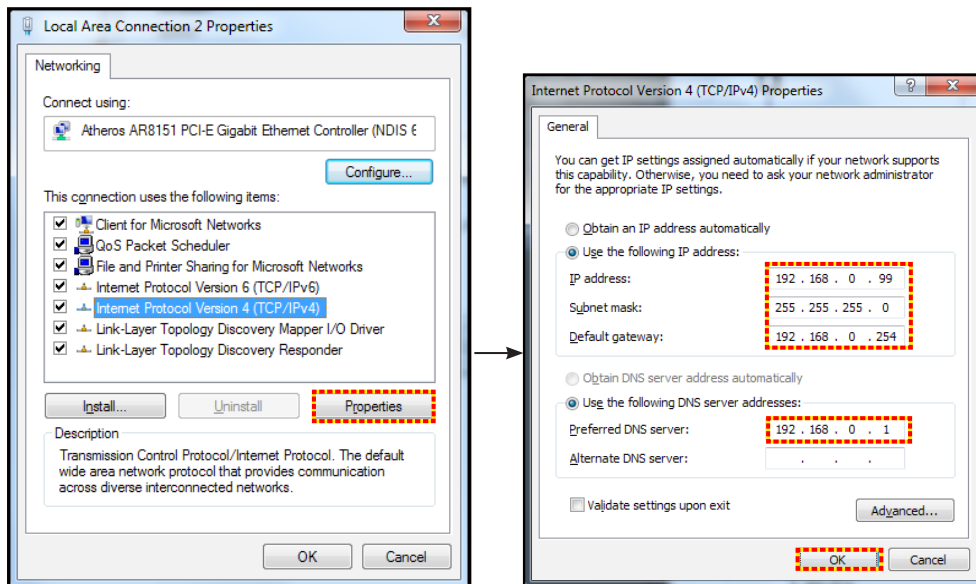 Local Area Connection 2 Properties
Networking
Connect using:
Atheros AR8151 PCI-E Gigabit Ethernet Controller (NDIS 6
Configure...
This connection uses the following items:
Client for Microsoft Networks
QoS Packet Scheduler
File and Printer Sharing for Microsoft Networks
Internet Protocol Version 6 (TCP/IPv6)
Internet Protocol Version 4 (TCP/IPv4)
Link-Layer Topology Discovery Mapper I/O Driver
Link-Layer Topology Discovery Responder
Install...
Uninstall
Properties
Description
Transmission Control Protocol/Internet Protocol. The default
wide area network protocol that provides communication
across diverse interconnected networks.
OK
Cancel
Internet Protocol Version 4 (TCP/IPv4) Properties
General
You can get IP settings assigned automatically if your network supports
this capability. Otherwise, you need to ask your network administrator
for the appropriate IP settings.
Obtain an IP address automatically
Use the following IP address:
IP address: 192 . 168 . 0 . 99
Subnet mask: 255 . 255 . 255 . 0
Default gateway: 192 . 168 . 0 . 254
Obtain DNS server address automatically
Use the following DNS server addresses:
Preferred DNS server: 192 . 168 . 0 . 1
Alternate DNS server: . . .
Validate settings upon exit
Advanced...
OK
Cancel